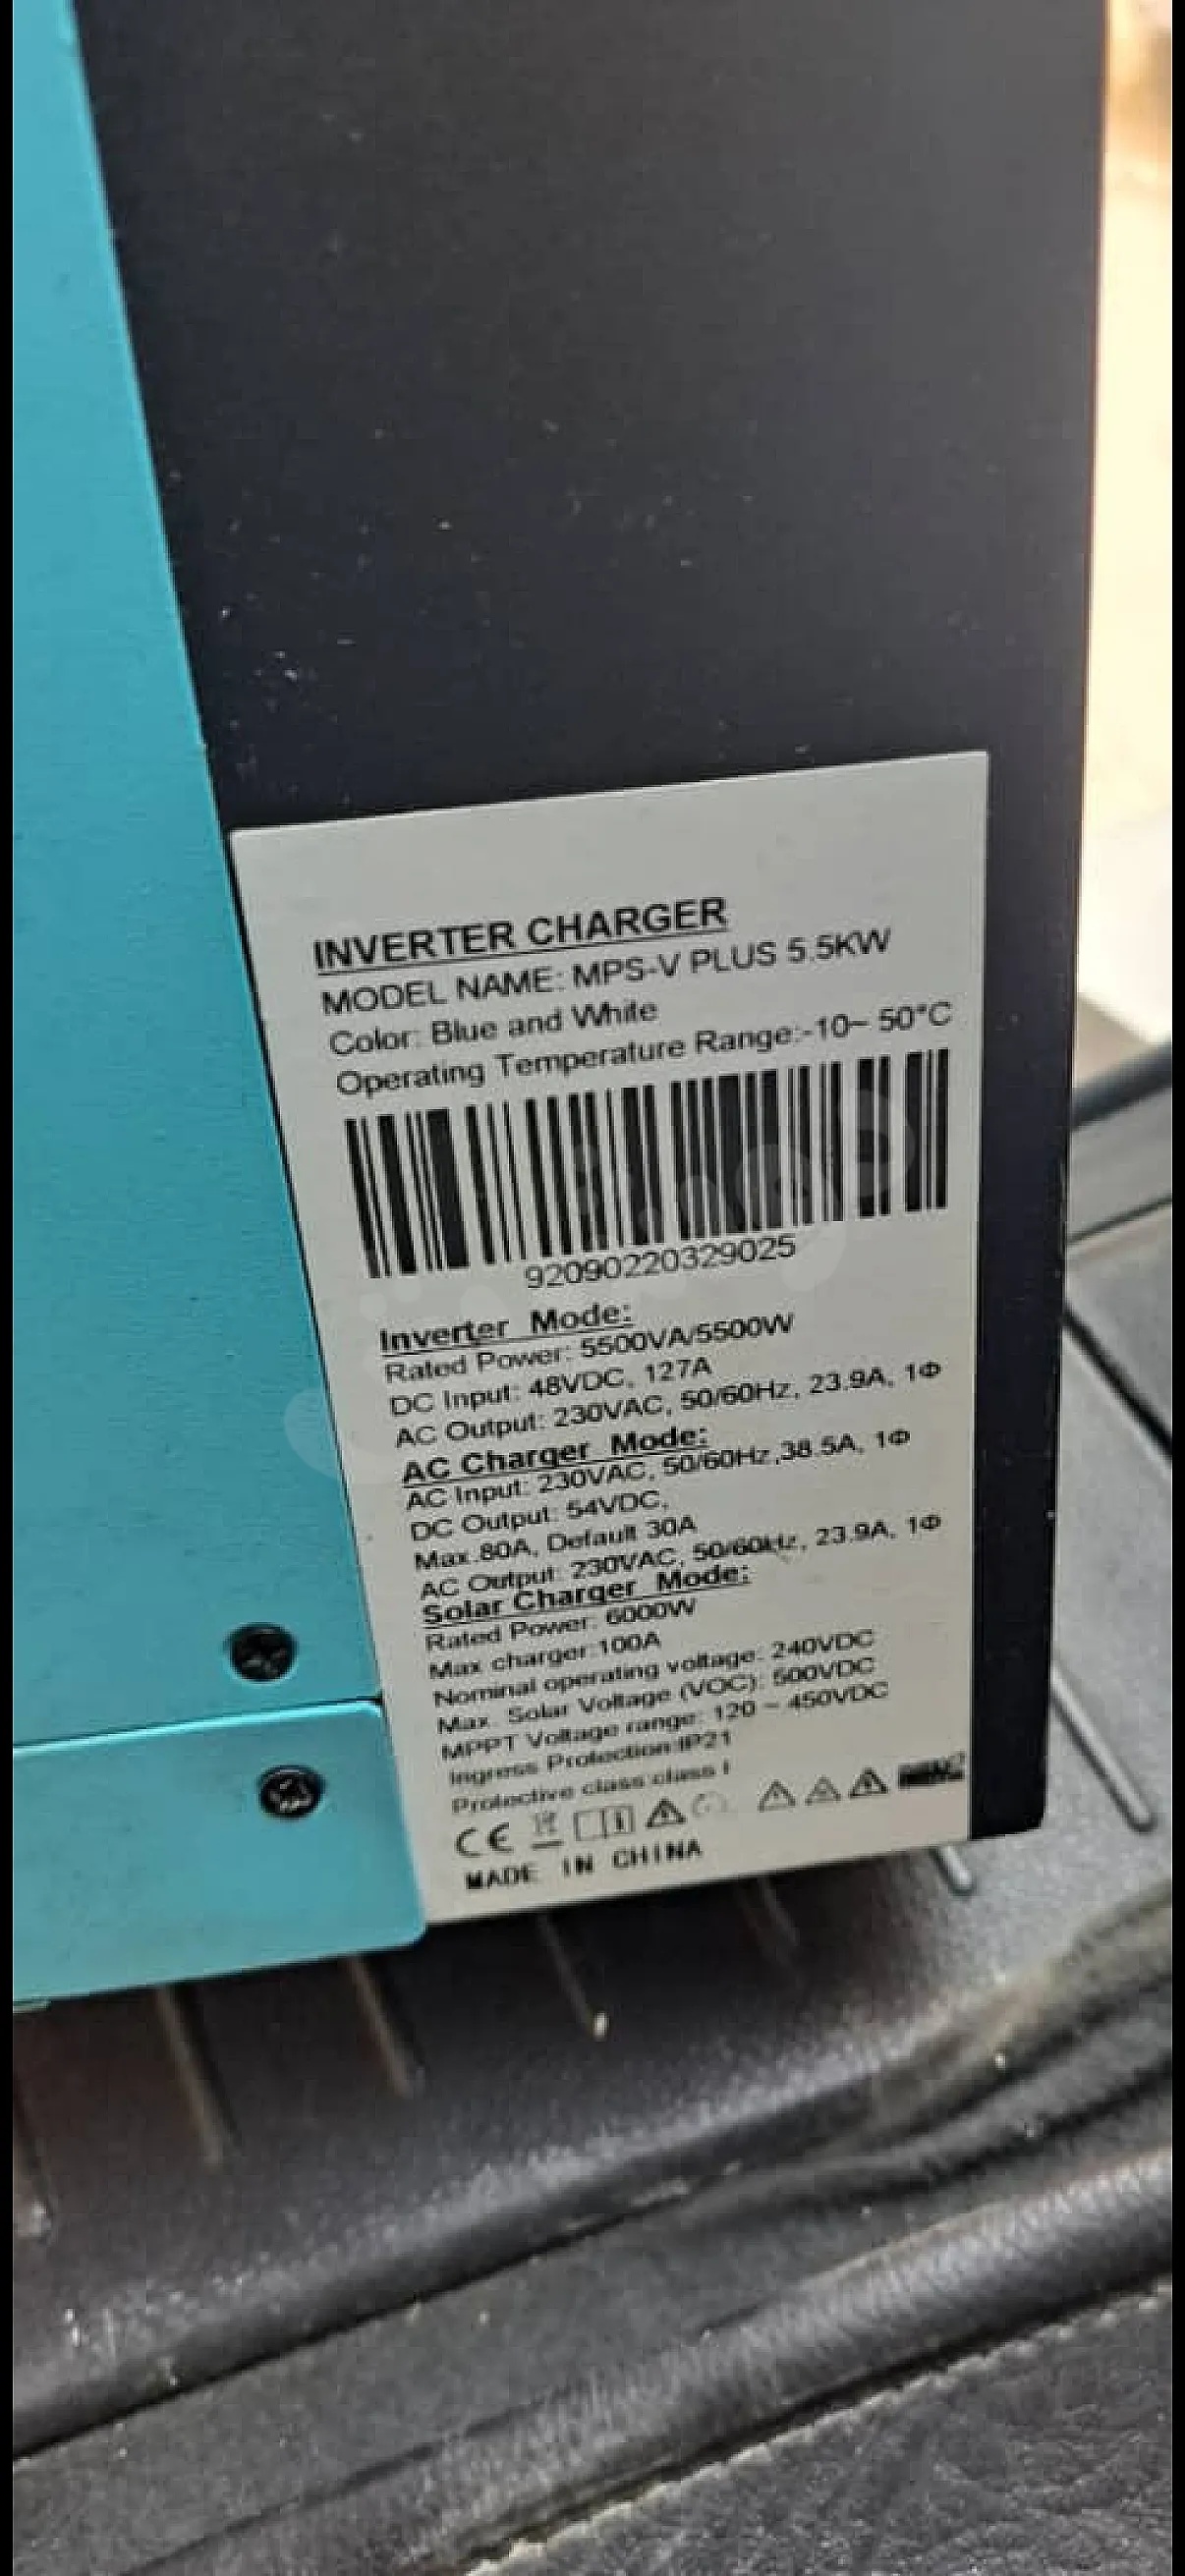 INVERTER CHARGER
MODEL NAME: MPS-V PLUS 5.5KW
Color: Blue and White
Operating Temperature Range:-10~ 50°C
92090220329025
Inverter Mode:
Rated Power: 5500VA/5500W
DC Input: 48VDC, 127A
AC Output: 230VAC, 50/60Hz, 23.9A, 1Φ
AC Charger Mode:
AC Input: 230VAC, 50/60Hz,38.5A, 1Φ
DC Output: 54VDC,
Max.80A, Default 30A
AC Output: 230VAC, 50/60kHz, 23.9A, 1Φ
Solar Charger Mode:
Rated Power: 6000W
Max charger:100A
Nominal operating voltage: 240VDC
Max. Solar Voltage (VOC): 500VDC
MPPT Voltage range: 120 ~ 450VDC
Ingress Protection:IP21
Protective class:class I
CE
MADE IN CHINA